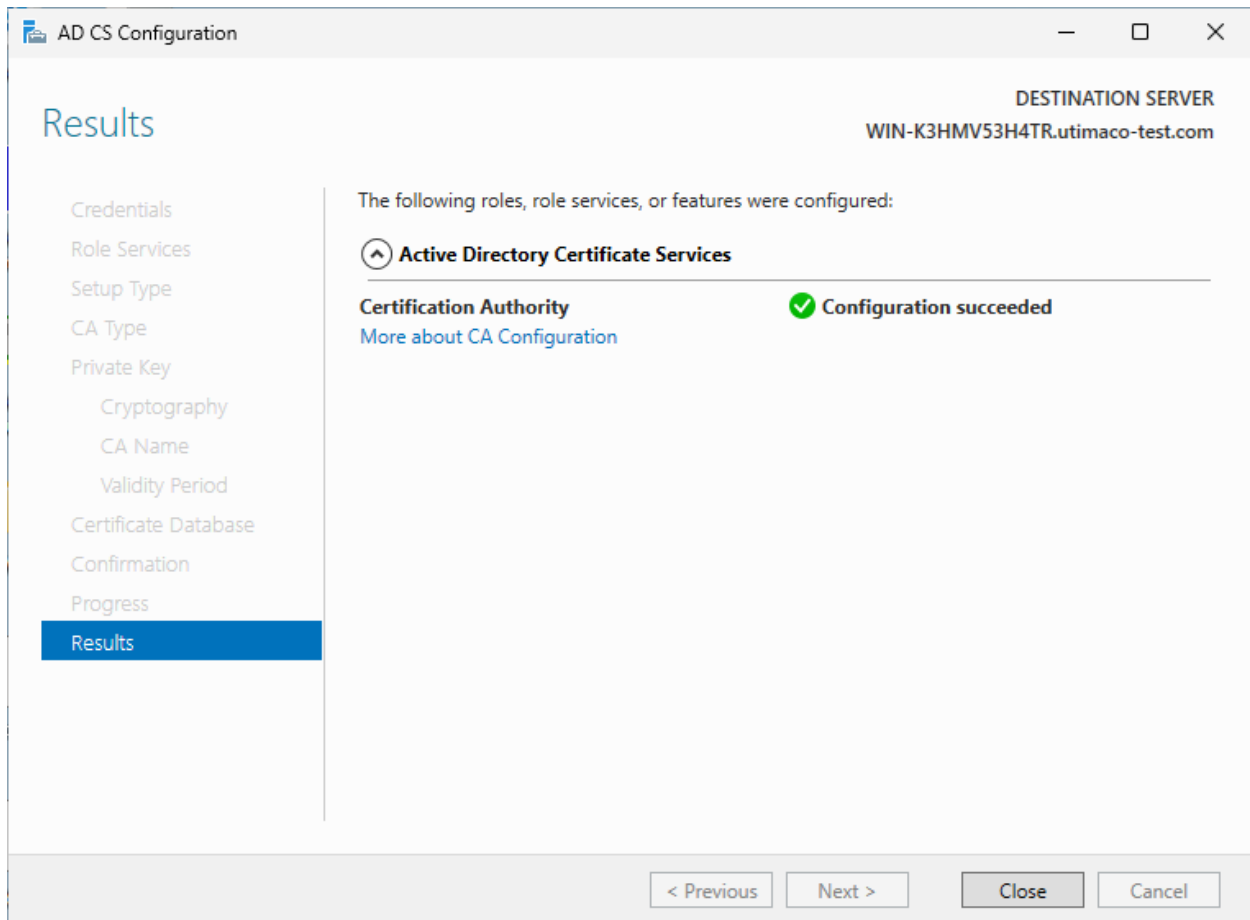 AD CS Configuration
Results
DESTINATION SERVER
WIN-K3HMV53H4TR.utimaco-test.com
Credentials
Role Services
Setup Type
CA Type
Private Key
Cryptography
CA Name
Validity Period
Certificate Database
Confirmation
Progress
Results
The following roles, role services, or features were configured:
Active Directory Certificate Services
Certification Authority
Configuration succeeded
More about CA Configuration
< Previous
Next >
Close
Cancel